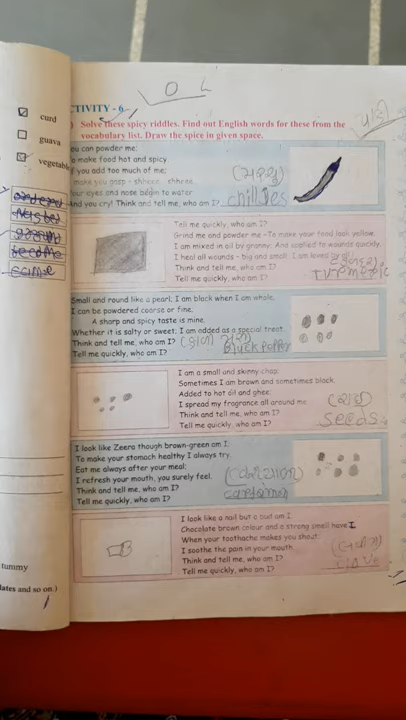 curd
guava
vegetable
came
tummy
lates and so on.)
CTIVITY - 6
Solve these spicy riddles. Find out English words for these from the
vocabulary list. Draw the spice in given space.
ou can powder me;
o make food hot and spicy
f you add too much of me;
make you gasp - shheee.. shheee
our eyes and nose begin to water
And you cry! Think and tell me, who am I? chillies
Tell me quickly, who am I?
Grind me and powder me -To make your food look yellow.
I am mixed in oil by granny; And applied to wounds quickly.
I heal all wounds - big and small; I am loved
Think and tell me, who am I?
Tell me quickly, who am I? Turmeric
Small and round like a pearl; I am black when I am whole,
I can be powdered coarse or fine.
A sharp and spicy taste is mine.
Whether it is salty or sweet; I am added as a special treat.
Think and tell me, who am I?
Tell me quickly, who am I? Black Pepper
I am a small and skinny chap;
Sometimes I am brown and sometimes black.
Added to hot oil and ghee;
I spread my fragrance all around me.
Think and tell me, who am I?
Tell me quickly, who am I? seeds
I look like Zeera though brown-green am I.
To make your stomach healthy I always try.
Eat me always after your meal;
I refresh your mouth, you surely feel.
Think and tell me, who am I?
Tell me quickly, who am I?
I look like a nail but a bud am I.
Chocolate brown colour and a strong smell have I.
When your toothache makes you shout;
I soothe the pain in your mouth.
Think and tell me, who am I?
Tell me quickly, who am I? clove